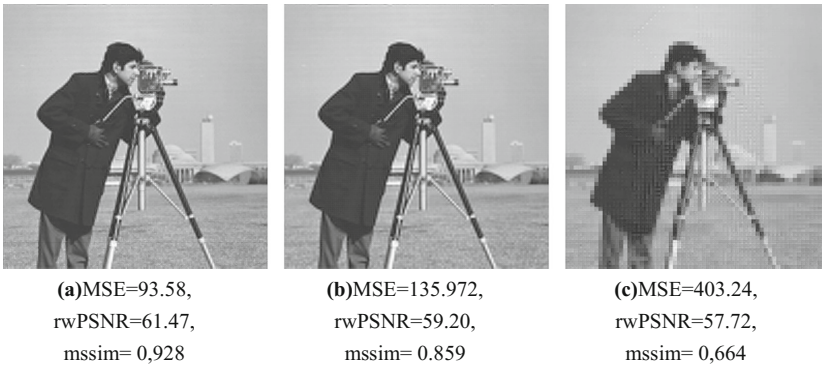 (a)MSE=93.58,
rwPSNR=61.47,
mssim= 0,928
(b)MSE=135.972,
rwPSNR=59.20,
mssim= 0.859
(c)MSE=403.24,
rwPSNR=57.72,
mssim= 0,664